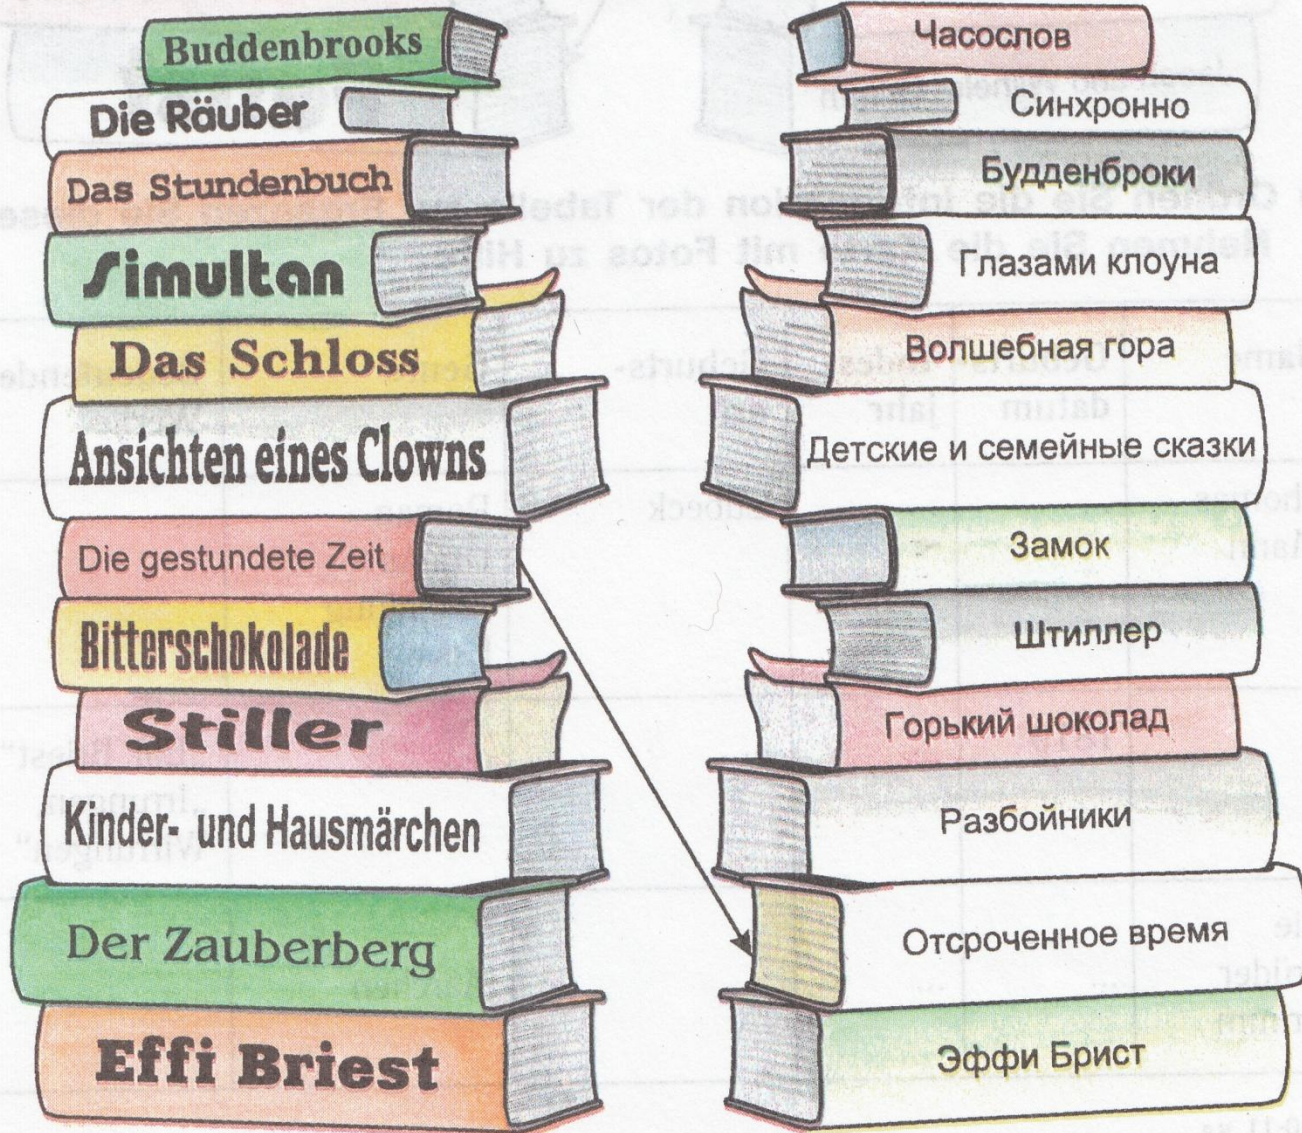 Buddenbrooks
Die Räuber
Das Stundenbuch
Simultan
Das Schloss
Ansichten eines Clowns
Die gestundete Zeit
Bitterschokolade
Stiller
Kinder- und Hausmärchen
Der Zauberberg
Effi Briest
Часослов
Синхронно
Будденброки
Глазами клоуна
Волшебная гора
Детские и семейные сказки
Замок
Штиллер
Горький шоколад
Разбойники
Отсроченное время
Эффи Брист